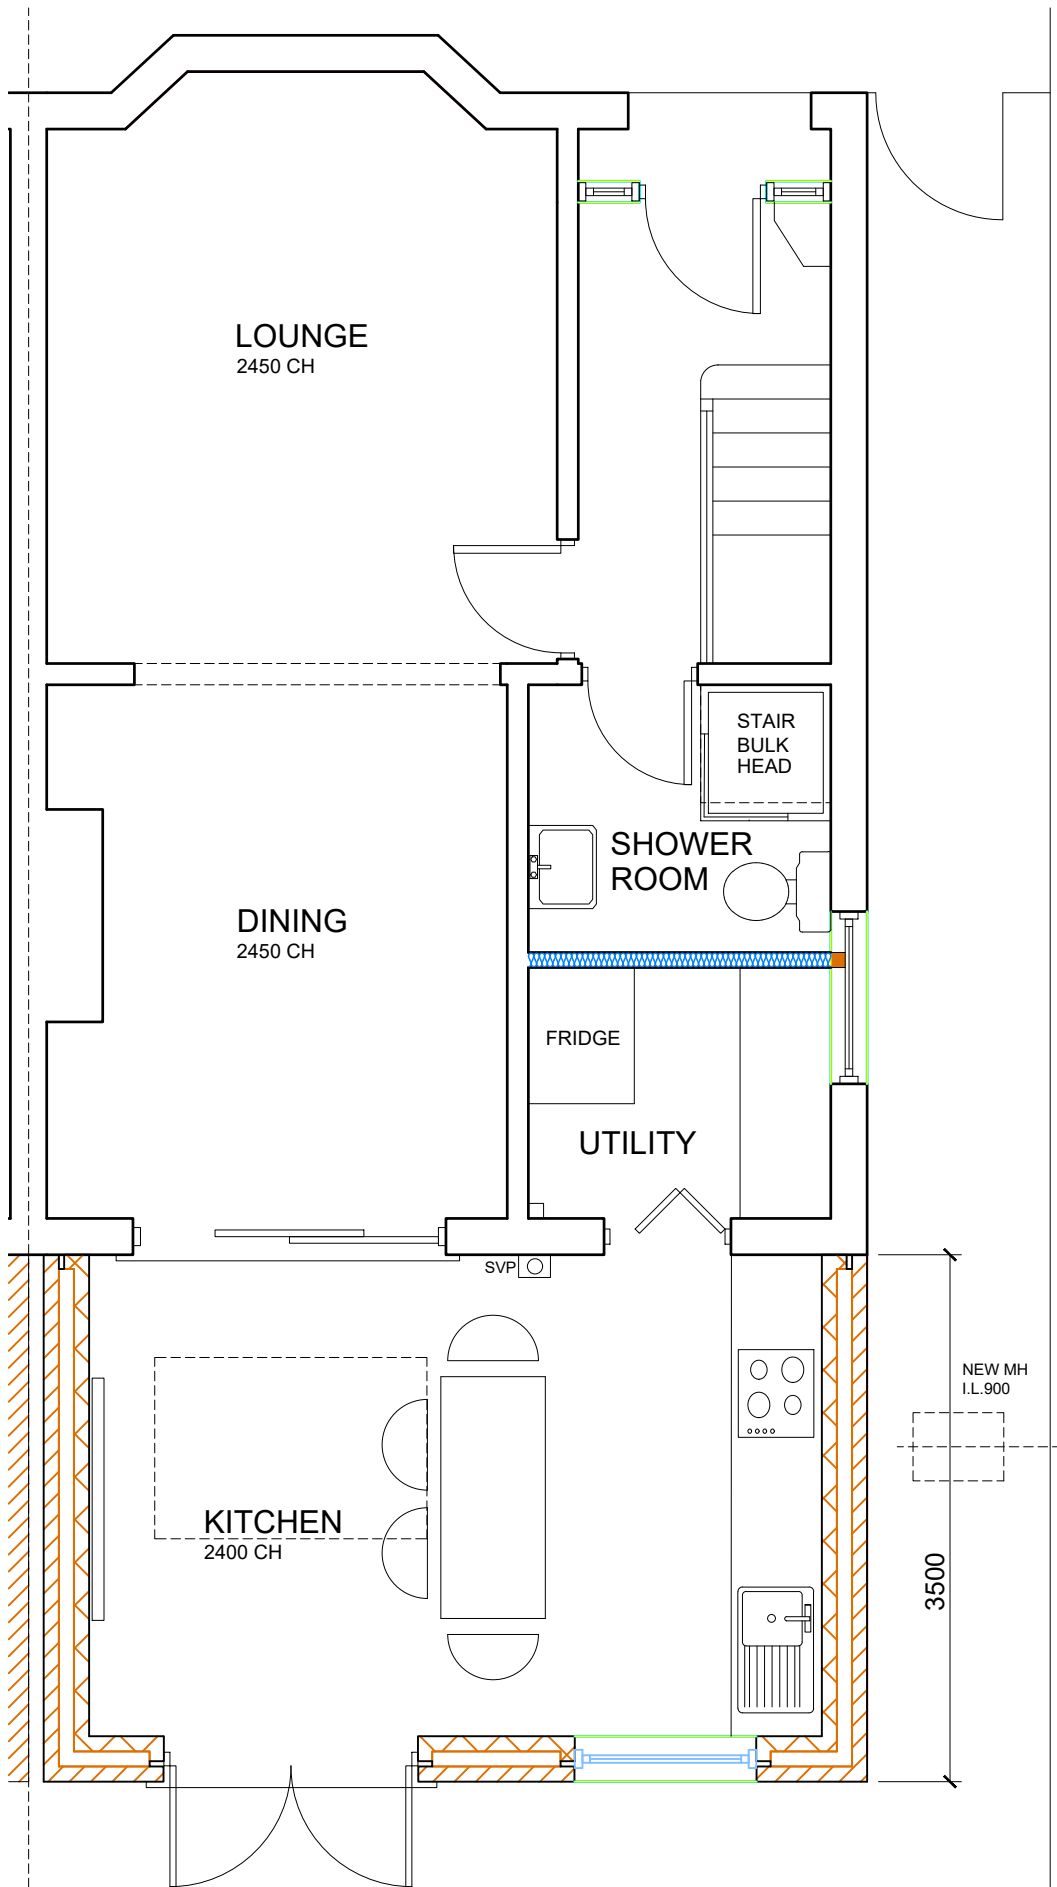 LOUNGE
2450 CH
STAIR
BULK
HEAD
SHOWER
ROOM
DINING
2450 CH
FRIDGE
UTILITY
SVP
NEW MH
I.L.900
KITCHEN
2400 CH
3500